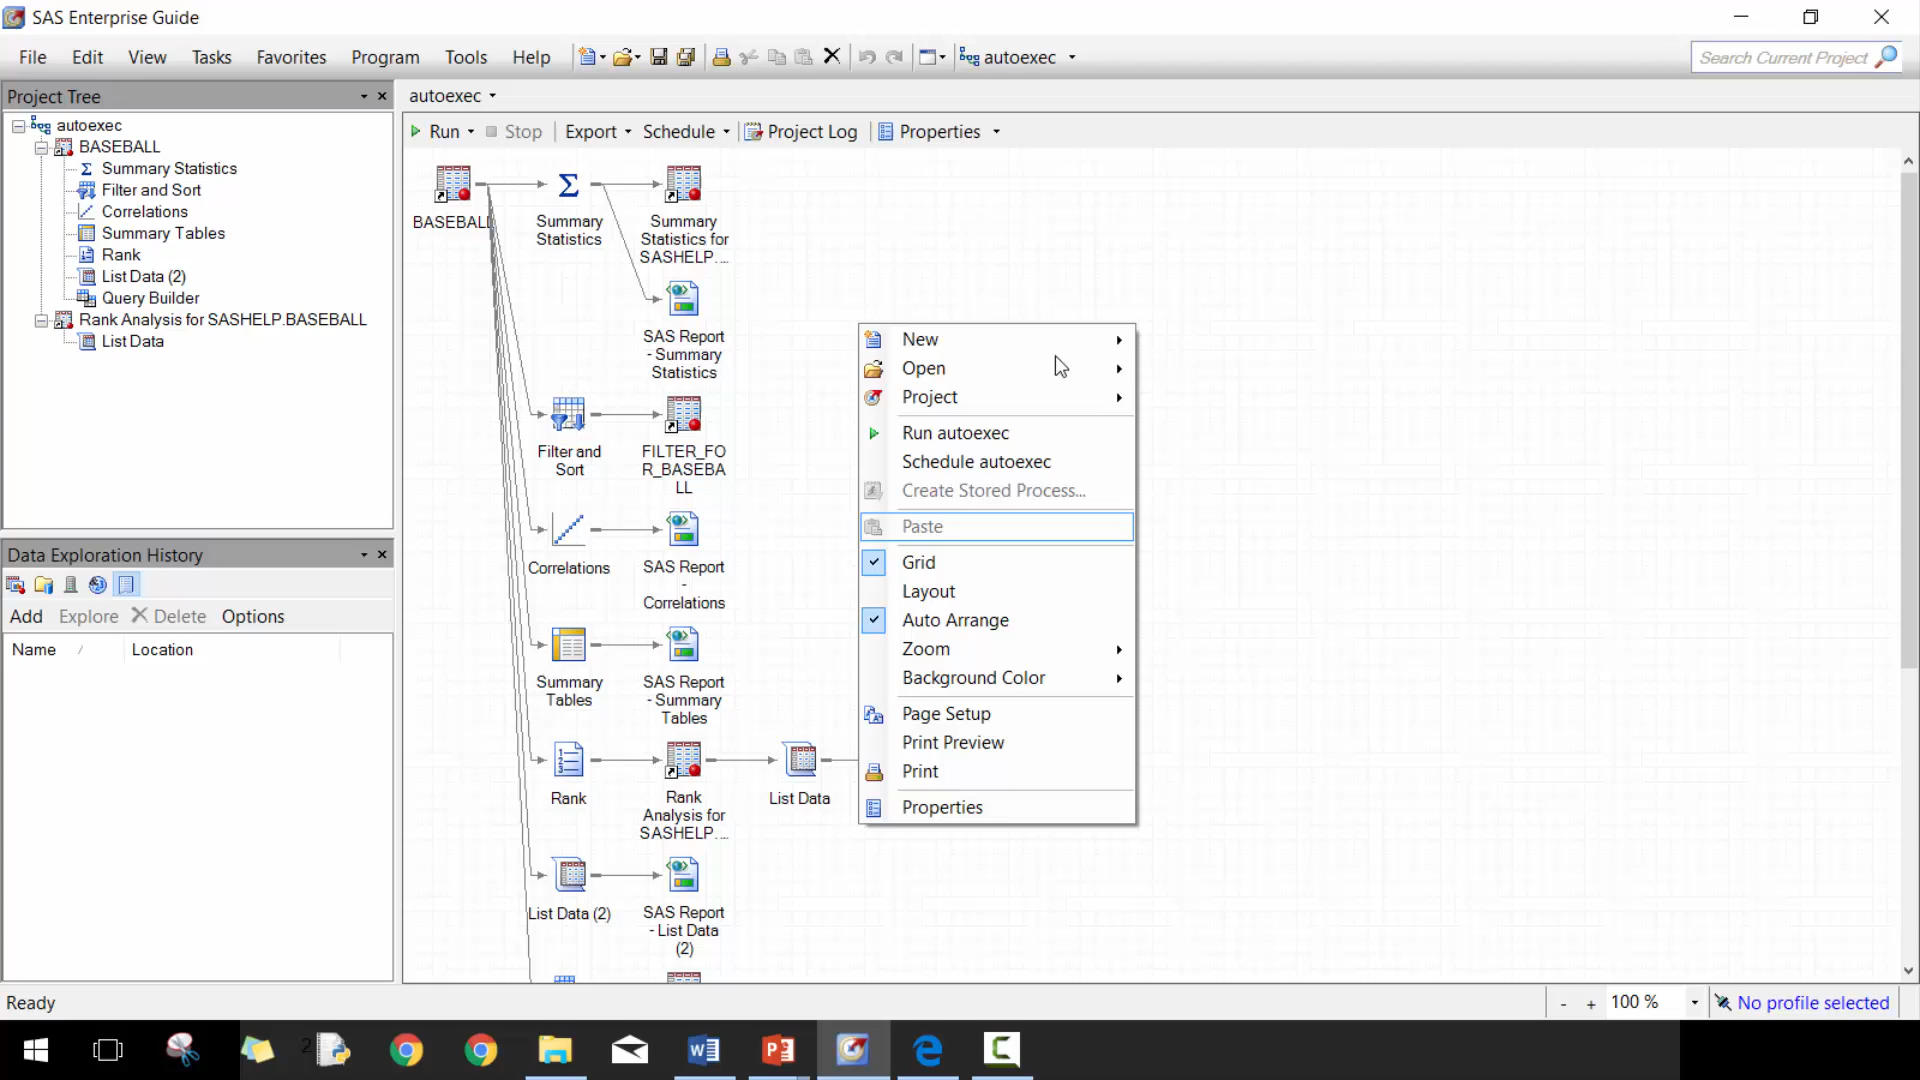 SAS Enterprise Guide
File Edit View Tasks Favorites Program Tools Help autoexec
Search Current Project
Project Tree
autoexec
BASEBALL
Summary Statistics
Filter and Sort
Correlations
Summary Tables
Rank
List Data (2)
Query Builder
Rank Analysis for SASHELP.BASEBALL
List Data
Data Exploration History
Add Explore Delete Options
Name Location
autoexec
Run Stop Export Schedule Project Log Properties
BASEBALL
Summary
Statistics
Summary
Statistics for
SASHELP....
SAS Report
- Summary
Statistics
Filter and
Sort
FILTER_FO
R_BASEBA
LL
Correlations
SAS Report
-
Correlations
Summary
Tables
SAS Report
- Summary
Tables
Rank
Rank
Analysis for
SASHELP....
List Data
List Data (2)
SAS Report
- List Data
(2)
New
Open
Project
Run autoexec
Schedule autoexec
Create Stored Process...
Paste
Grid
Layout
Auto Arrange
Zoom
Background Color
Page Setup
Print Preview
Print
Properties
Ready
- + 100 % No profile selected